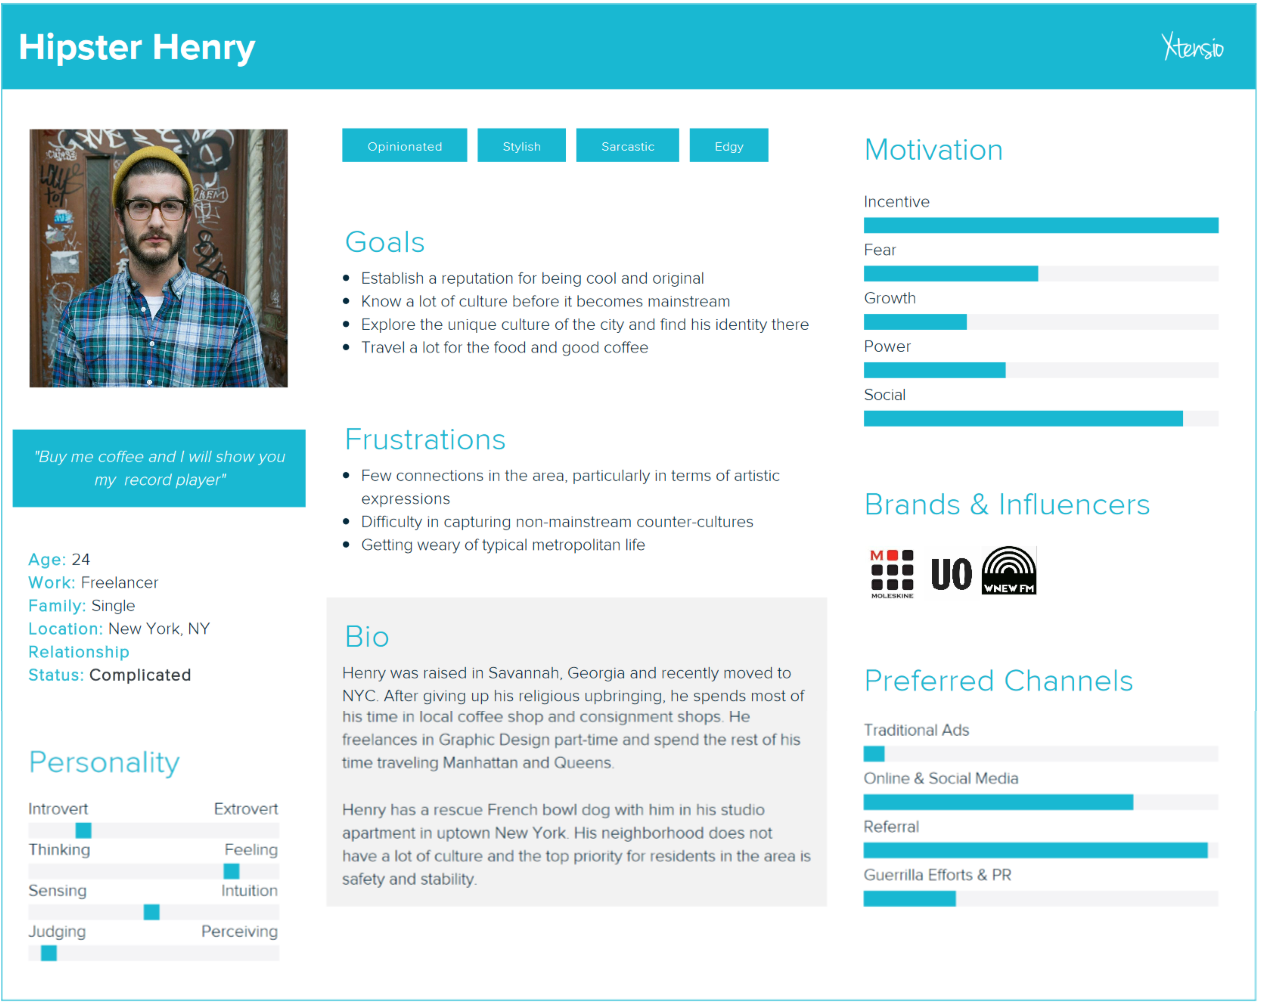 Hipster Henry
Xtensio
HEM
"Buy me coffee and I will show you
my record player"
Age: 24
Work: Freelancer
Family: Single
Location: New York, NY
Relationship
Status: Complicated
Personality
Introvert Extrovert
Thinking Feeling
Sensing Intuition
Judging Perceiving
Opinionated Stylish Sarcastic Edgy
Goals
Establish a reputation for being cool and original
Know a lot of culture before it becomes mainstream
Explore the unique culture of the city and find his identity there
Travel a lot for the food and good coffee
Frustrations
Few connections in the area, particularly in terms of artistic
expressions
Difficulty in capturing non-mainstream counter-cultures
Getting weary of typical metropolitan life
Bio
Henry was raised in Savannah, Georgia and recently moved to
NYC. After giving up his religious upbringing, he spends most of
his time in local coffee shop and consignment shops. He
freelances in Graphic Design part-time and spend the rest of his
time traveling Manhattan and Queens.
Henry has a rescue French bowl dog with him in his studio
apartment in uptown New York. His neighborhood does not
have a lot of culture and the top priority for residents in the area is
safety and stability.
Motivation
Incentive
Fear
Growth
Power
Social
Brands & Influencers
M
MOLESKINE
UO
WNEW FM
Preferred Channels
Traditional Ads
Online & Social Media
Referral
Guerrilla Efforts & PR